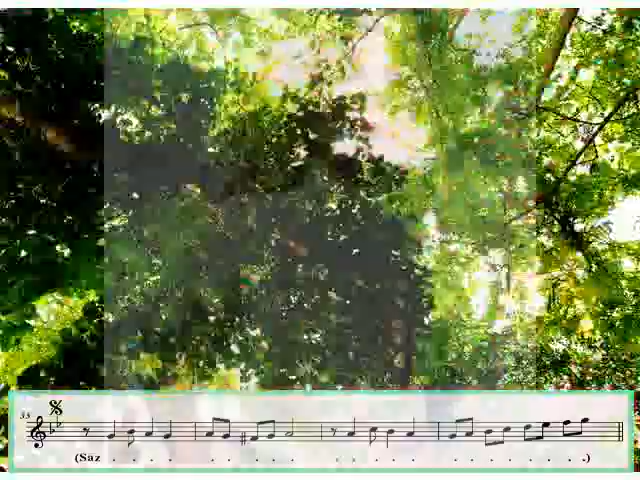 33
(Saz . . . . . . . . . . . . . . . . . . . . . .)